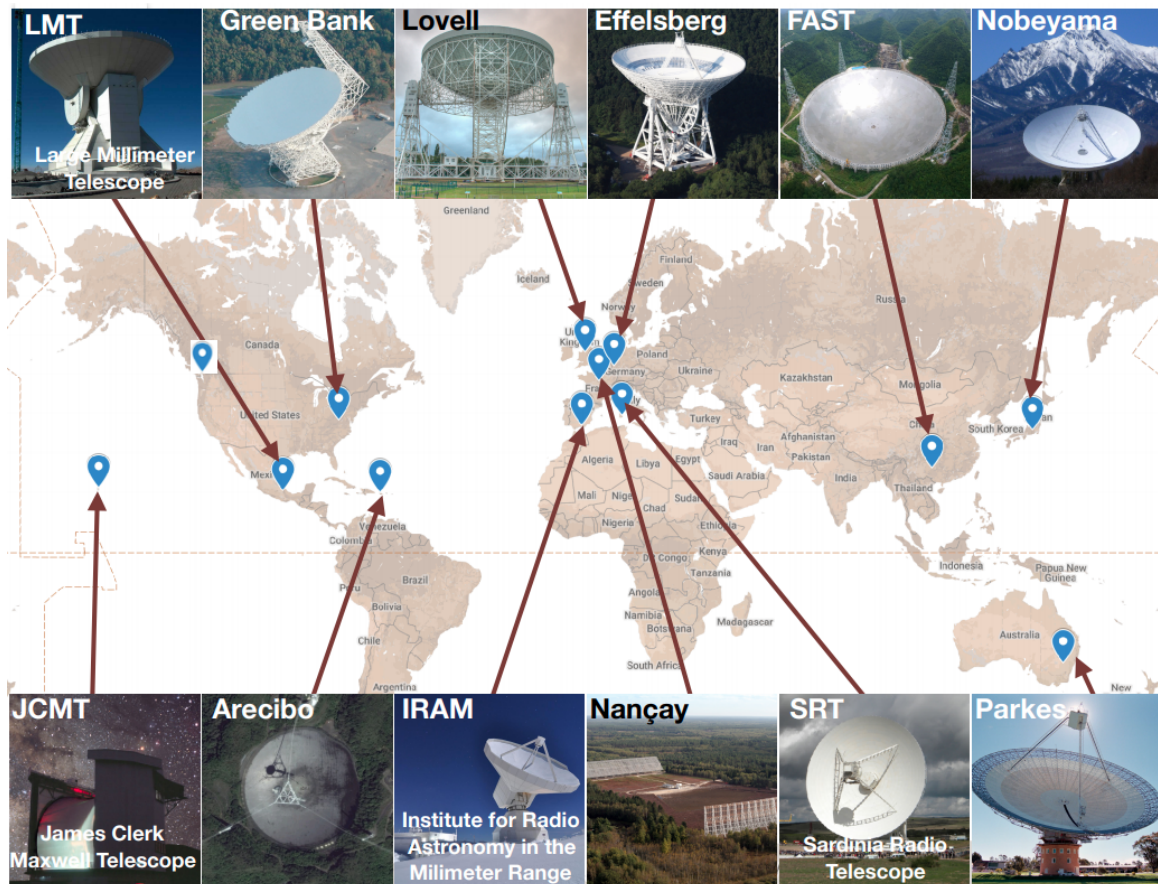 LMT
Large Millimeter
Telescope
Green Bank
Lovell
Effelsberg
FAST
Nobeyama
Greenland
Iceland
Finland
Sweden
Norway
Russia
Canada
Kingdom
Poland
Germany
Ukraine
Kazakhstan
Mongolia
United States
Turkey
South Korea
Iraq
Iran
Afghanistan
Pakistan
Algeria
Libya
Egypt
Saudi Arabia
India
Thailand
Mali
Niger
Chad
Sudan
Nigeria
Ethiopia
Venezuela
Colombia
Kenya
Tanzania
Indonesia
Papua New
Guinea
Brazil
Peru
Bolivia
Angola
Namibia
Botswana
Madagascar
Chile
South Africa
Australia
Argentina
New
JCMT
James Clerk
Maxwell Telescope
Arecibo
IRAM
Institute for Radio
Astronomy in the
Milimeter Range
Nançay
SRT
Sardinia Radio
Telescope
Parkes